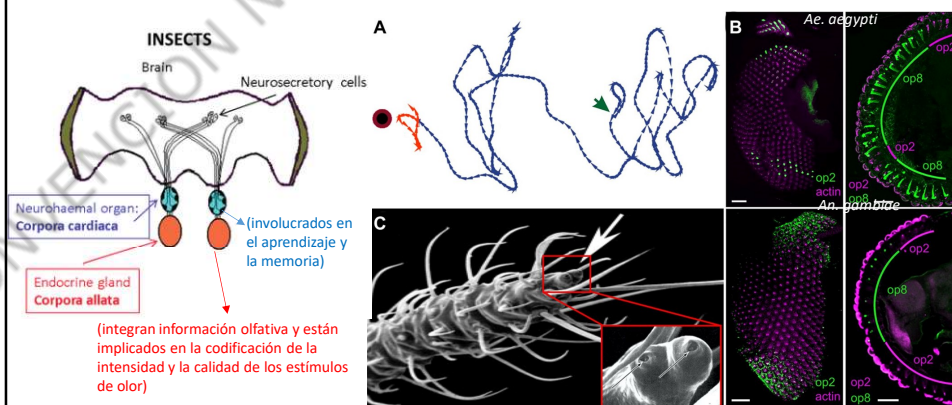 CONVENCION N
INSECTS
Brain
Neurosecretory cells
Neurohaemal organ:
Corpora cardiaca
(involucrados en
el aprendizaje y
la memoria)
Endocrine gland
Corpora allata
(integran información olfativa y están
implicados en la codificación de la
intensidad y la calidad de los estímulos
de olor)
A
B
Ae. aegypti
op2
op8
op2
actin
op2
op8
op2
op8
An. gambiae
op2
op8
op2
op2
actin
op2
op8
C